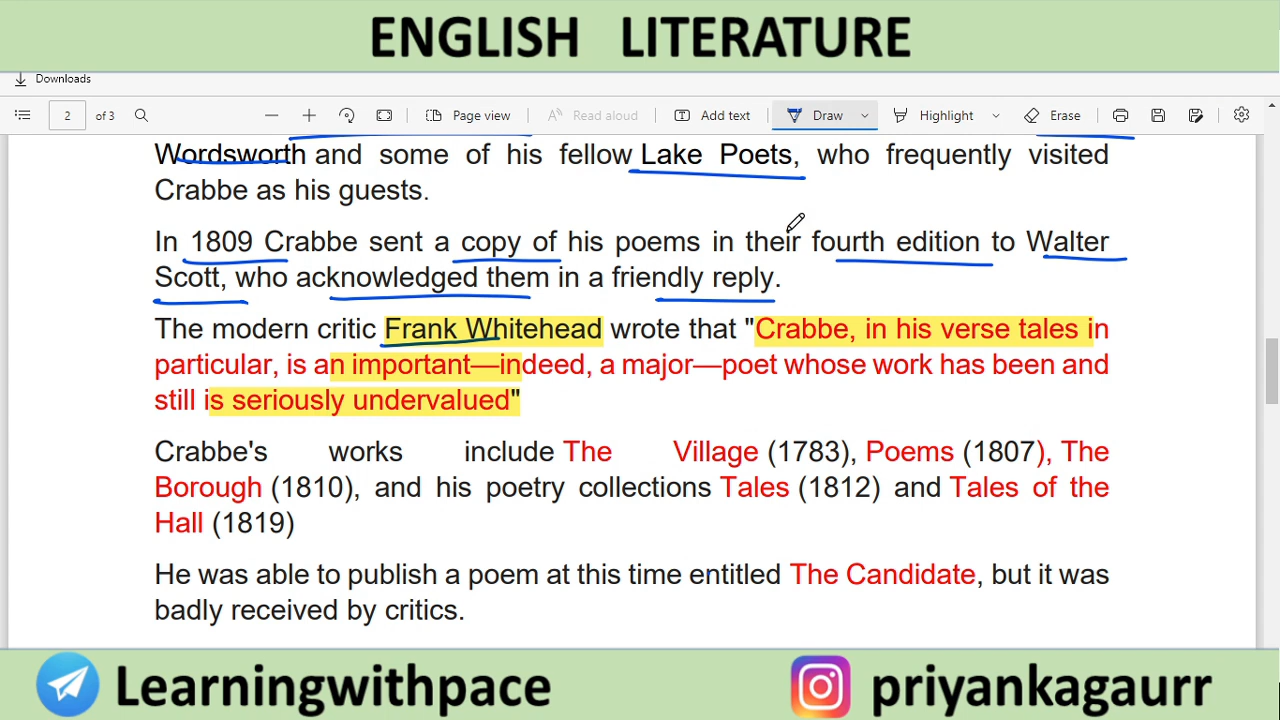 ENGLISH LITERATURE
Downloads
2 of 3 Page view Read aloud Add text Draw Highlight Erase
Wordsworth and some of his fellow Lake Poets, who frequently visited
Crabbe as his guests.
In 1809 Crabbe sent a copy of his poems in their fourth edition to Walter
Scott, who acknowledged them in a friendly reply.
The modern critic Frank Whitehead wrote that "Crabbe, in his verse tales in
particular, is an important—indeed, a major—poet whose work has been and
still is seriously undervalued"
Crabbe's works include The Village (1783), Poems (1807), The
Borough (1810), and his poetry collections Tales (1812) and Tales of the
Hall (1819)
He was able to publish a poem at this time entitled The Candidate, but it was
badly received by critics.
Learningwithpace priyankagaurr